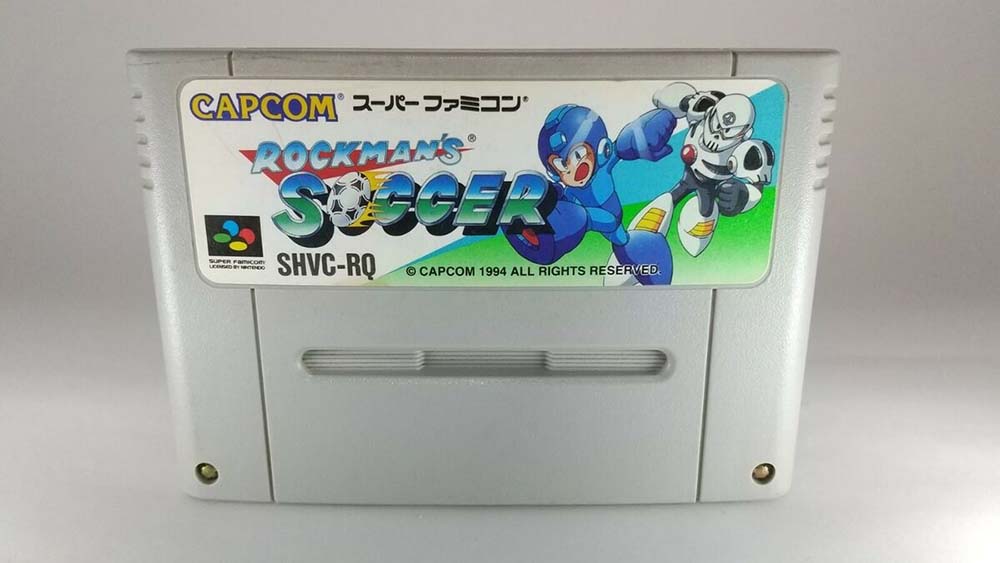 CAPCOM® スーパーファミコン®
ROCKMAN'S®
SOCCER
SUPER FAMICOM
LICENSED BY NINTENDO
SHVC-RQ
© CAPCOM 1994 ALL RIGHTS RESERVED.